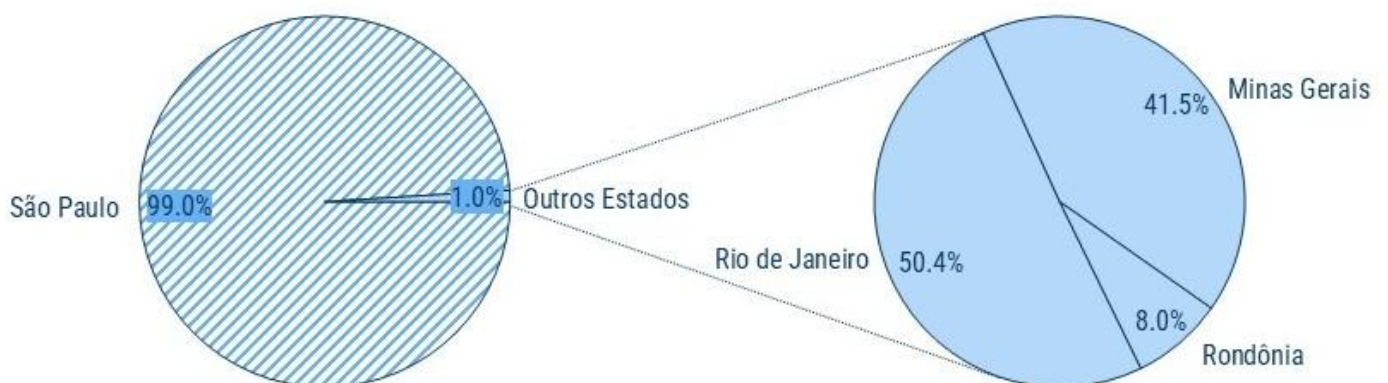 Minas Gerais
41.5%
São Paulo 99.0%
1.0% Outros Estados
Rio de Janeiro 50.4%
8.0%
Rondônia